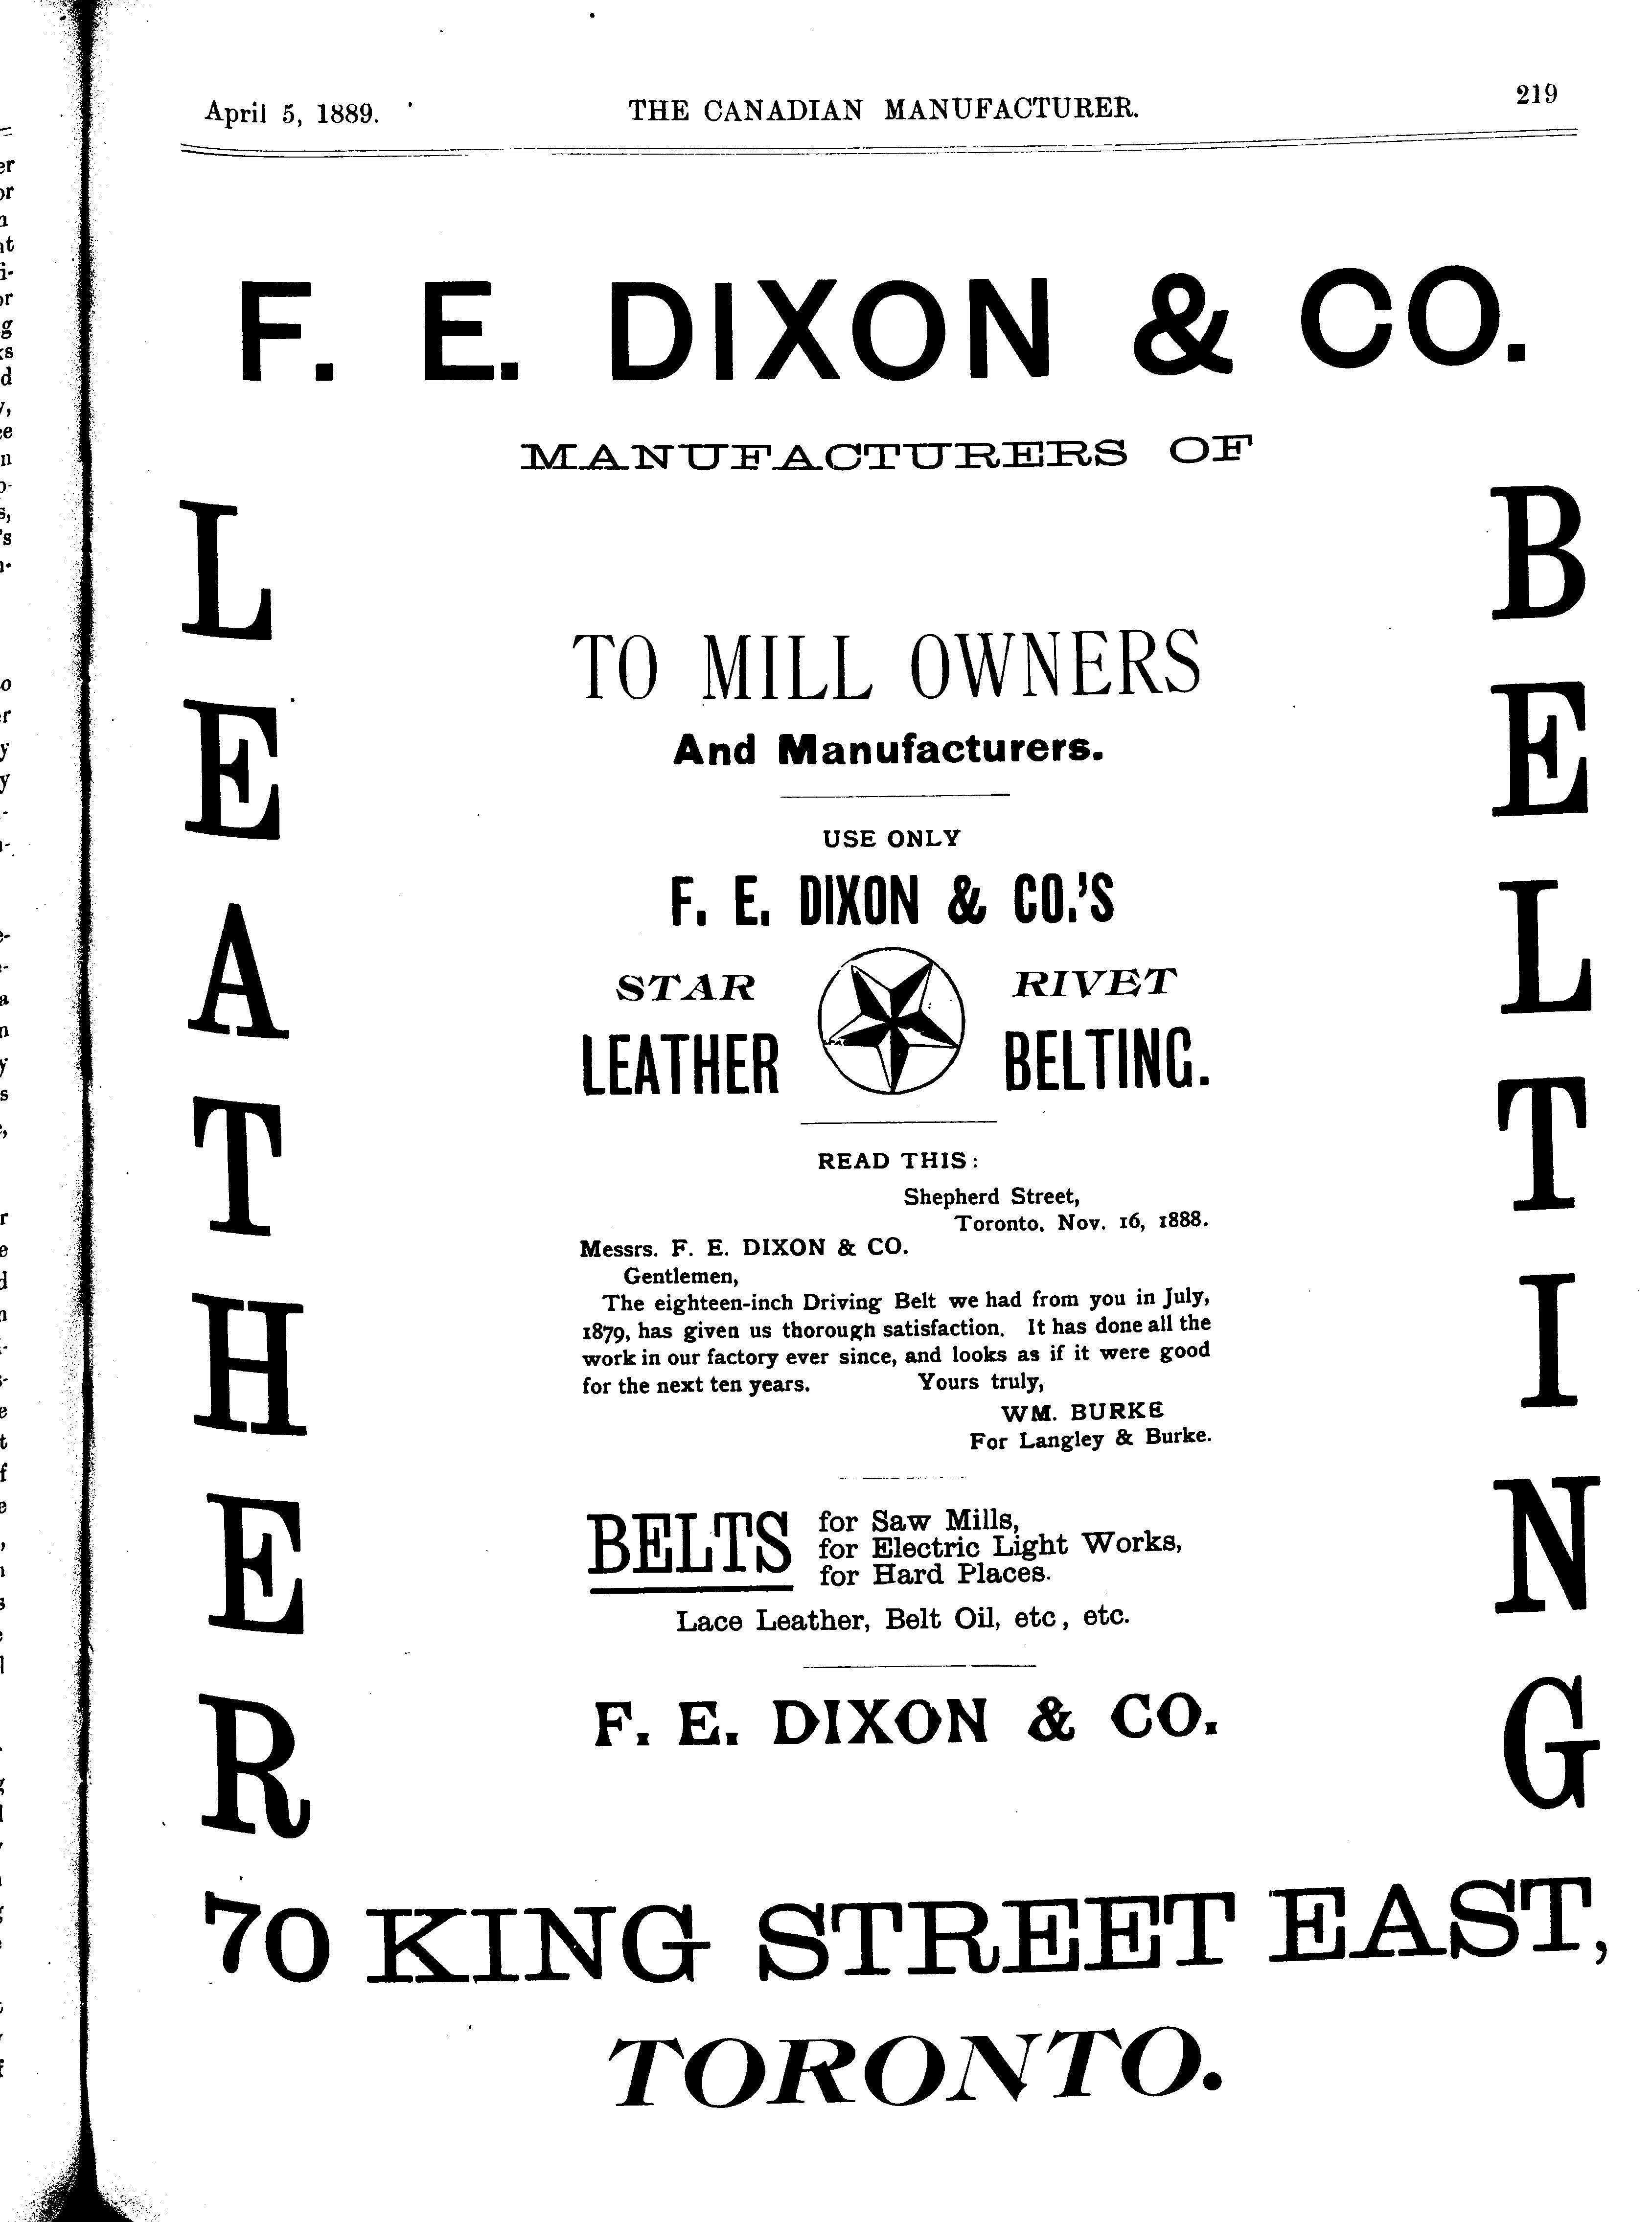 April 5, 1889.
THE CANADIAN MANUFACTURER.
219
F. E. DIXON & CO.
MANUFACTURERS OF
LEATHER
BELTING
TO MILL OWNERS
And Manufacturers.
USE ONLY
F. E. DIXON & CO.'S
STAR RIVET
LEATHER BELTING.
READ THIS:
Shepherd Street,
Toronto, Nov. 16, 1888.
Messrs. F. E. DIXON & CO.
Gentlemen,
The eighteen-inch Driving Belt we had from you in July,
1879, has given us thorough satisfaction. It has done all the
work in our factory ever since, and looks as if it were good
for the next ten years. Yours truly,
WM. BURKE
For Langley & Burke.
BELTS
for Saw Mills,
for Electric Light Works,
for Hard Places.
Lace Leather, Belt Oil, etc, etc.
F. E. DIXON & CO.
70 KING STREET EAST,
TORONTO.